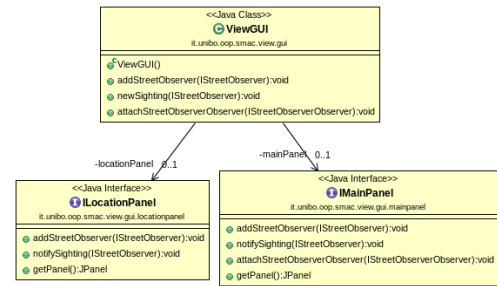 <<Java Class>>
ViewGUI
it.unibo.oop.smac.view.gui
ViewGUI()
addStreetObserver(IStreetObserver):void
newSighting(IStreetObserver):void
attachStreetObserverObserver(IStreetObserverObserver):void
-locationPanel 0..1
-mainPanel 0..1
<<Java Interface>>
ILocationPanel
it.unibo.oop.smac.view.gui.locationpanel
addStreetObserver(IStreetObserver):void
notifySighting(IStreetObserver):void
getPanel():JPanel
<<Java Interface>>
IMainPanel
it.unibo.oop.smac.view.gui.mainpanel
addStreetObserver(IStreetObserver):void
notifySighting(IStreetObserver):void
attachStreetObserverObserver(IStreetObserverObserver):void
getPanel():JPanel